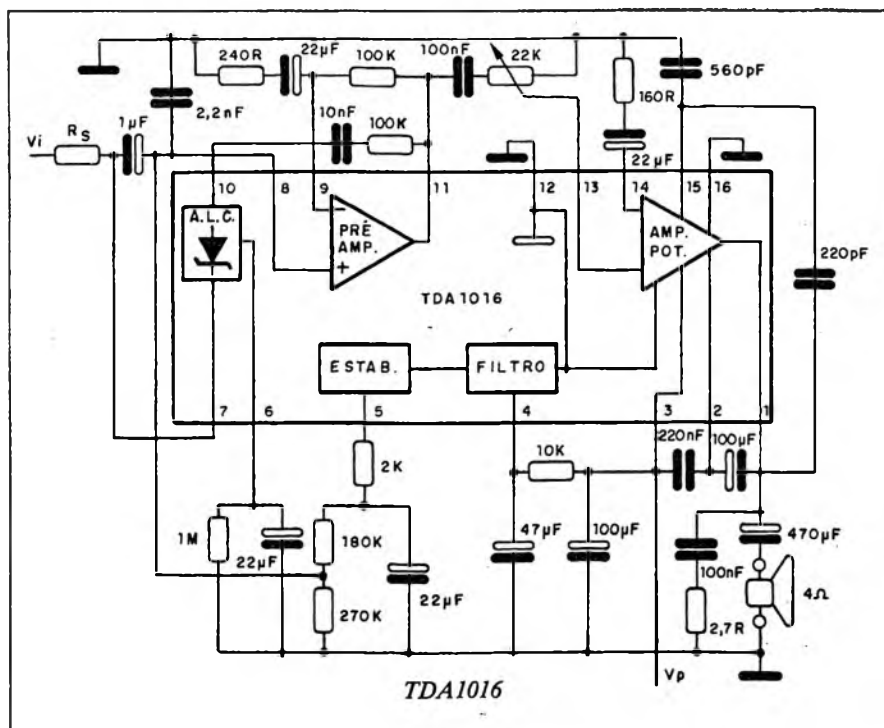 240R
22µF
100K
100nF
22K
560pF
160R
2,2nF
10nF
100K
22µF
Vi
RS
1µF
10
8
9
11
12
13
14
15
16
A.L.C.
PRÉ
AMP.
AMP.
POT.
220pF
TDA1016
ESTAB.
FILTRO
7
6
5
4
3
2
1
2K
10K
220nF
100µF
1M
22µF
180K
270K
22µF
47µF
100µF
100nF
2,7R
470µF
4Ω
Vp
TDA1016